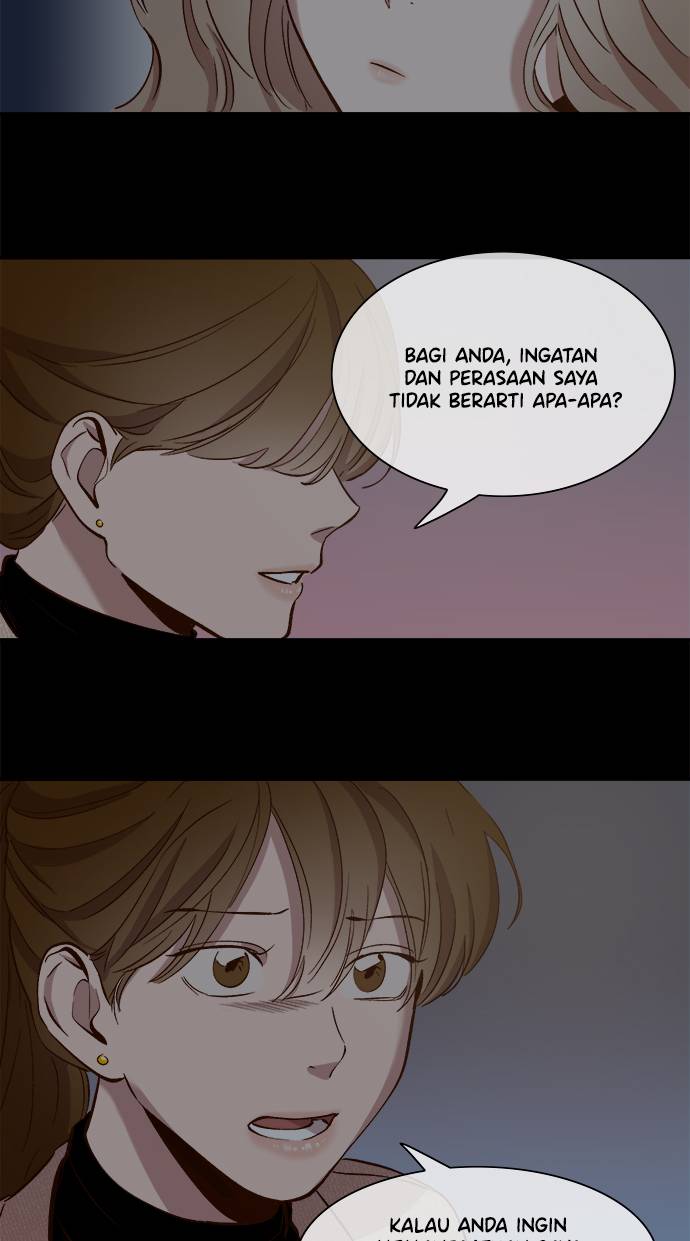 BAGI ANDA, INGATAN
DAN PERASAAN SAYA
TIDAK BERARTI APA-APA?
KALAU ANDA INGIN